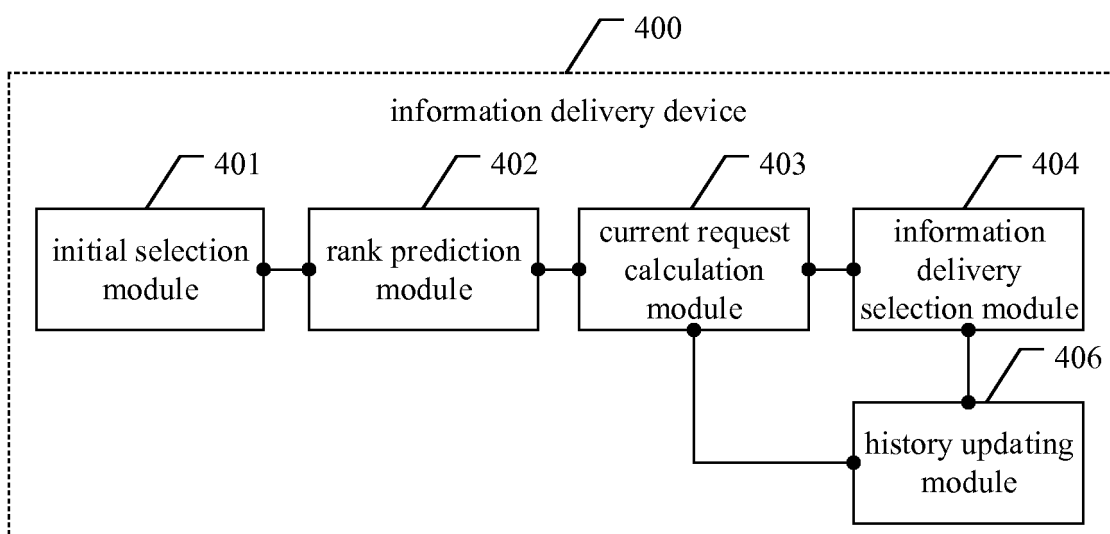 400
information delivery device
401
402
403
404
initial selection
module
rank prediction
module
current request
calculation
module
information
delivery
selection module
406
history updating
module